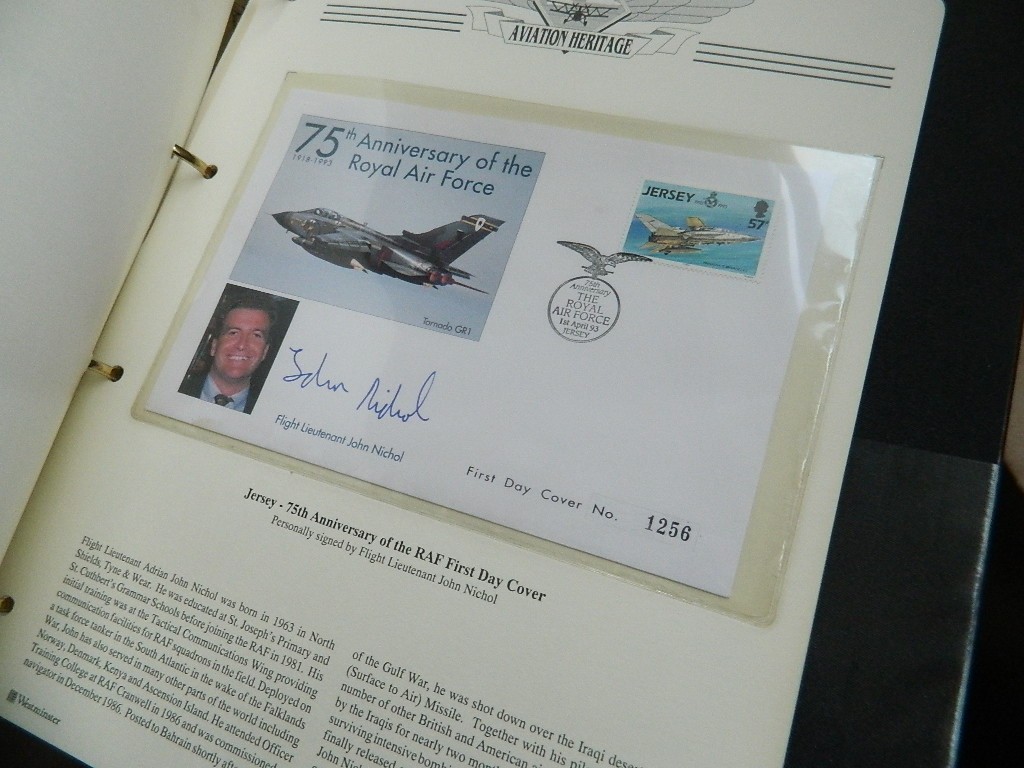 AVIATION HERITAGE
75th Anniversary of the
1918-1993
Royal Air Force
Tornado GR1
JERSEY
57
75th
Anniversary
THE
ROYAL
AIR FORCE
1st April 93
JERSEY
John Nichol
Flight Lieutenant John Nichol
First Day Cover No. 1256
Jersey - 75th Anniversary of the RAF First Day Cover
Personally signed by Flight Lieutenant John Nichol
Flight Lieutenant Adrian John Nichol was born in 1963 in North
Shields, Tyne & Wear. He was educated at St Joseph's Primary and
St. Cuthbert's Grammar Schools before joining the RAF in 1981. His
initial training was at the Tactical Communications Wing providing
communication facilities for RAF squadrons in the field. Deployed on
a task force tanker in the South Atlantic in the wake of the Falklands
War, John has also served in many other parts of the world including
Norway, Denmark, Kenya and Ascension Island. He attended Officer
Training College at RAF Cranwell in 1986 and was commissioned
navigator in December 1986. Posted to Bahrain shortly
Westminster
of the Gulf War, he was shot down over the Iraqi
(Surface to Air) Missile. Together with his
number of other British and American
by the Iraqis for nearly two
surviving intensive
finally released
John